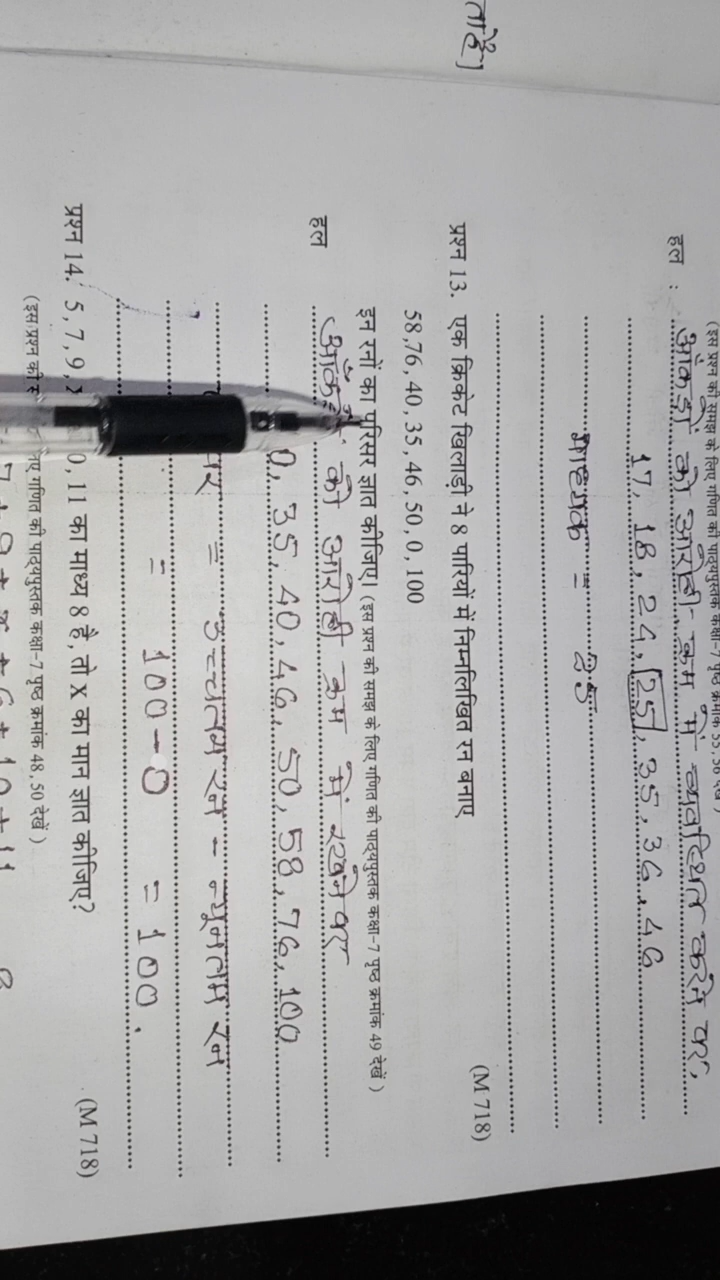 ता है।
(इस प्रश्न की समझ के लिए गणित की पाठ्यपुस्तक कक्षा-7 पृष्ठ क्रमांक 55, 56 देखें )
हल : आंकड़ों को आरोही क्रम में व्यवस्थित करने पर,
17, 18, 24, 25, 35, 36, 46
माध्यक = 25
प्रश्न 13. एक क्रिकेट खिलाड़ी ने 8 पारियों में निम्नलिखित रन बनाए (M 718)
58,76, 40, 35, 46, 50, 0, 100
इन रनों का परिसर ज्ञात कीजिए। (इस प्रश्न की समझ के लिए गणित की पाठ्यपुस्तक कक्षा-7 पृष्ठ क्रमांक 49 देखें )
हल को आरोही क्रम में रखने पर
0, 35, 40, 46, 50, 58, 76, 100
= उच्चतम रन - न्यूनतम रन
= 100 - 0 = 100.
प्रश्न 14. 5, 7, 9, 11 का माध्य 8 है, तो X का मान ज्ञात कीजिए? (M 718)
(इस प्रश्न की गणित की पाठ्यपुस्तक कक्षा-7 पृष्ठ क्रमांक 48, 50 देखें )